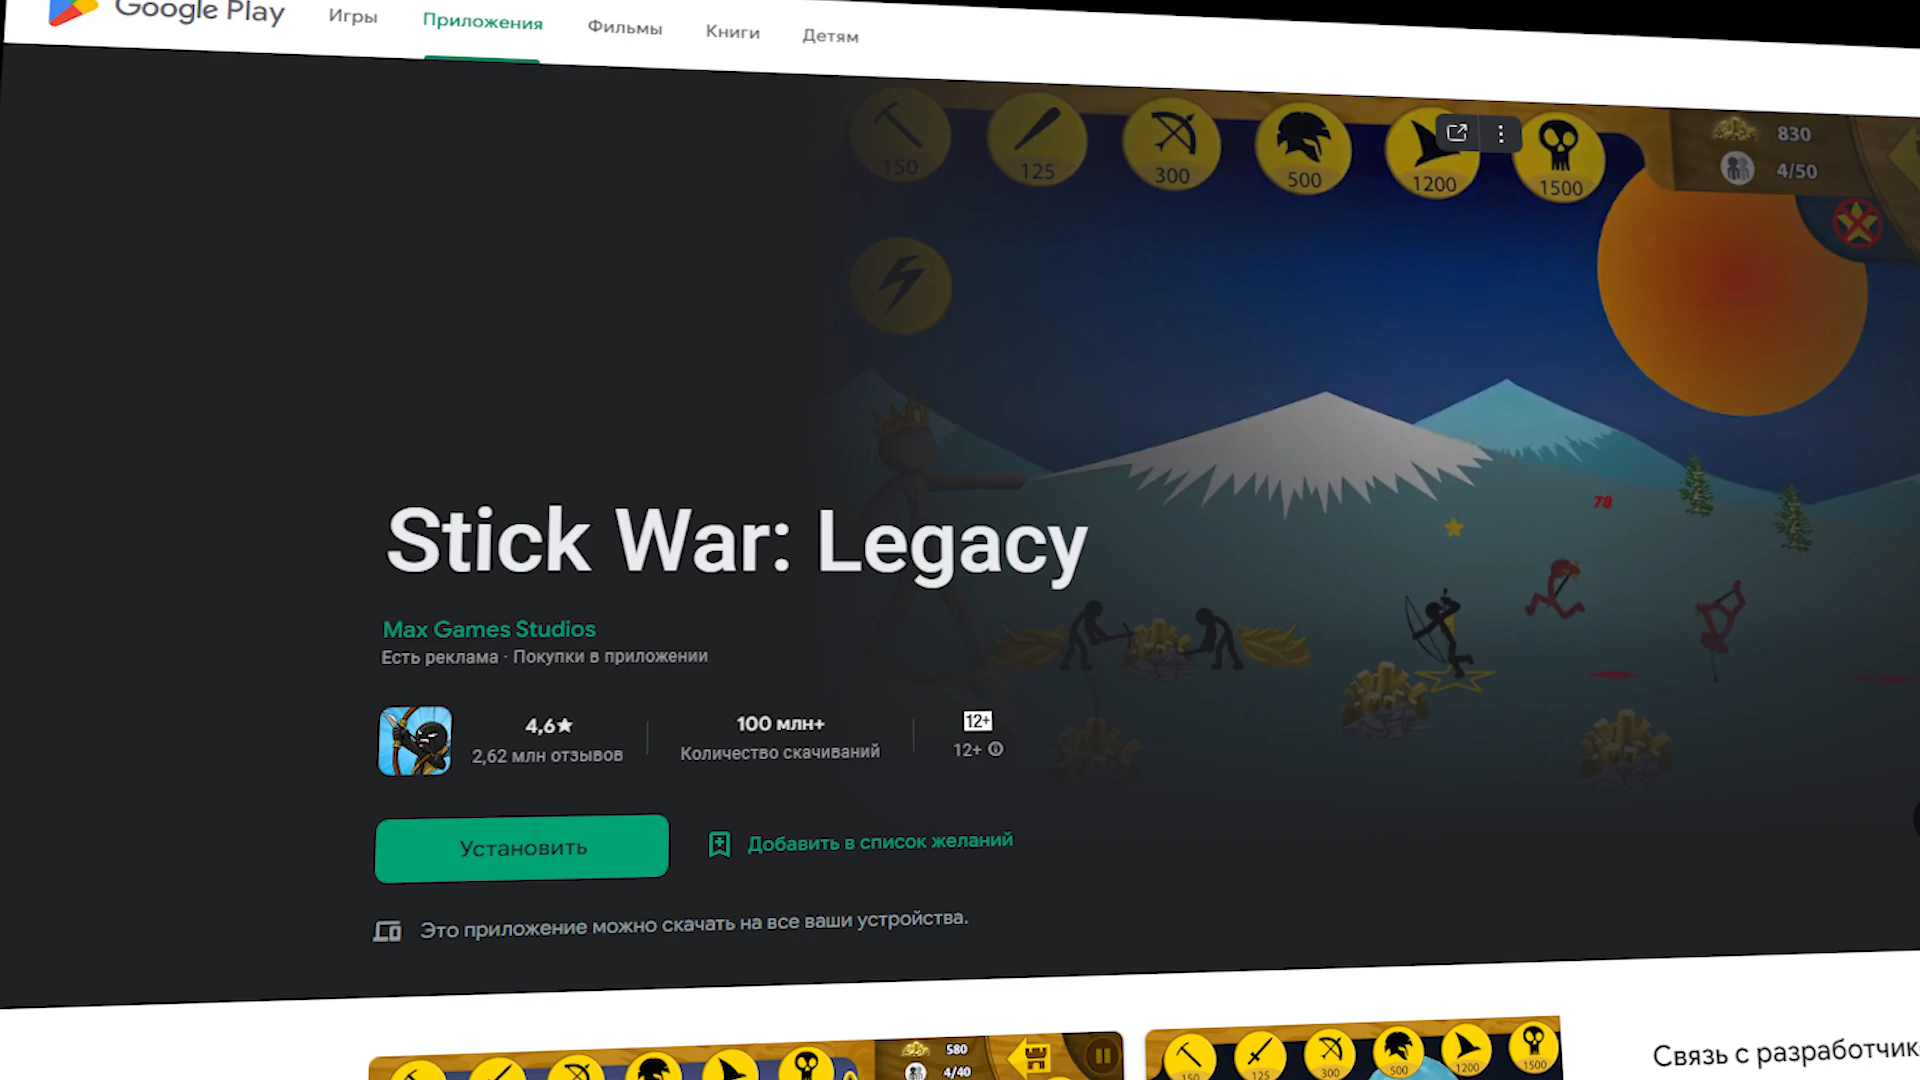 Google Play
Игры
Приложения
Фильмы
Книги
Детям
150
125
300
500
1200
1500
830
4/50
78
Stick War: Legacy
Max Games Studios
Есть реклама · Покупки в приложении
4,6★
2,62 млн отзывов
100 млн+
Количество скачиваний
12+
12+
Установить
Добавить в список желаний
Это приложение можно скачать на все ваши устройства.
580
4/40
150
125
300
500
1200
1500
Связь с разработчик